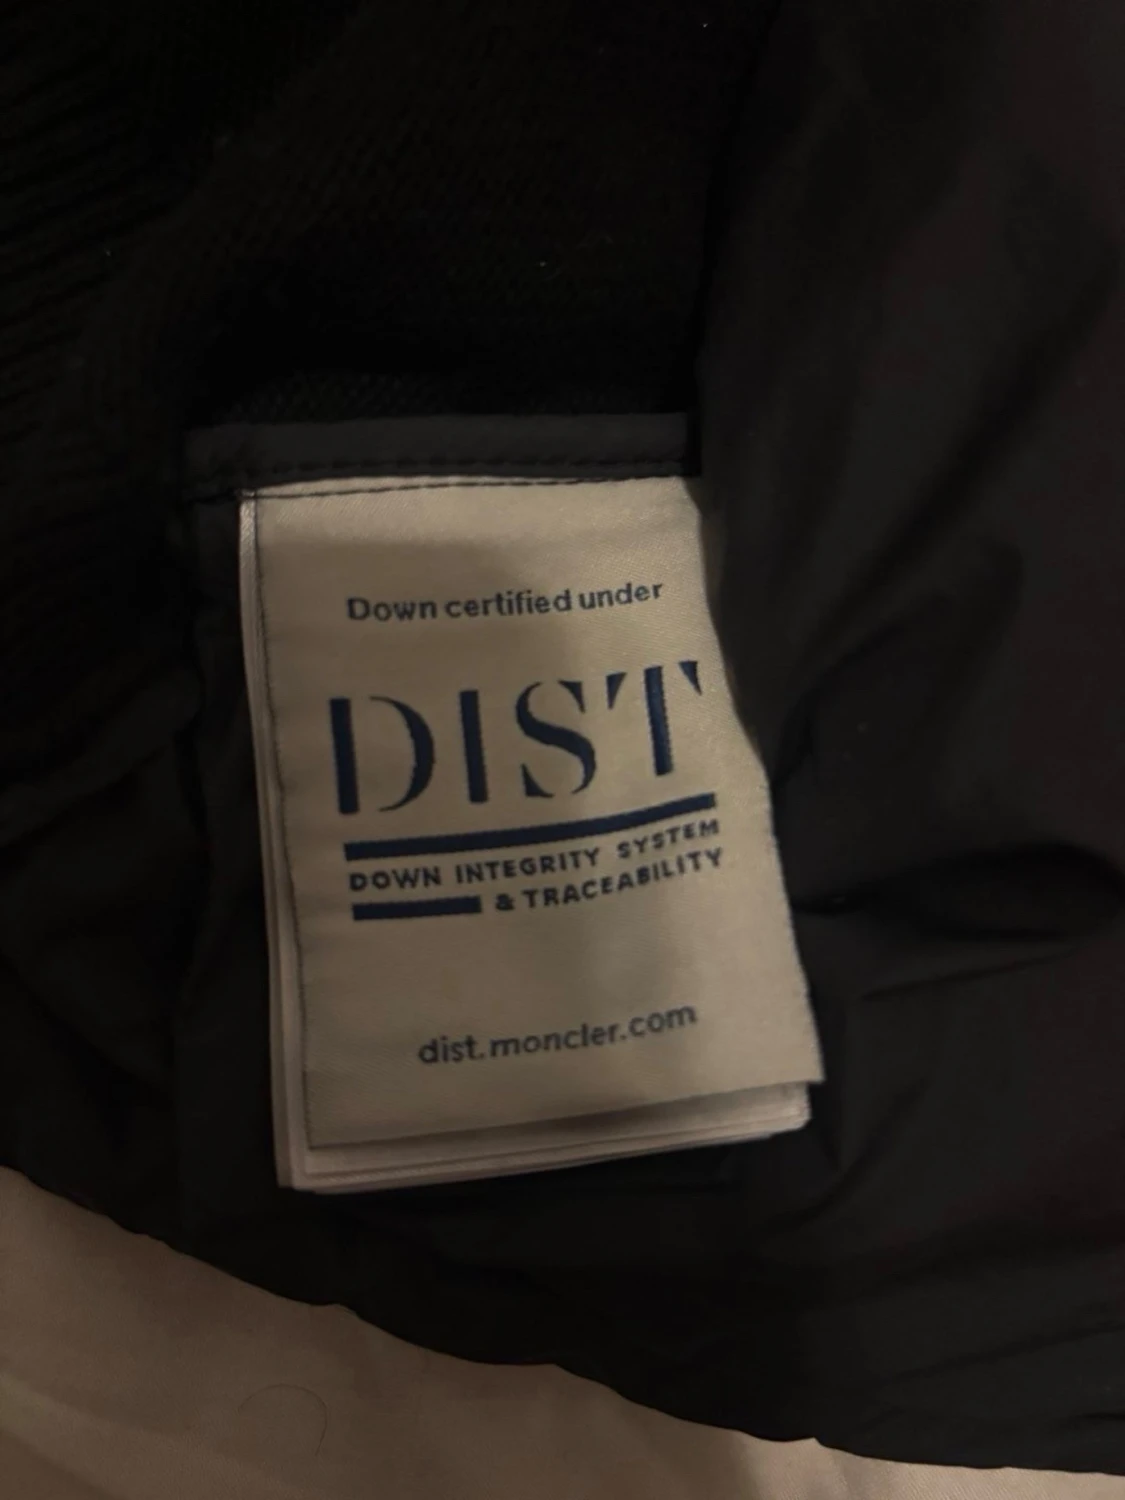 Down certified under
DIST
DOWN INTEGRITY SYSTEM
& TRACEABILITY
dist.moncler.com